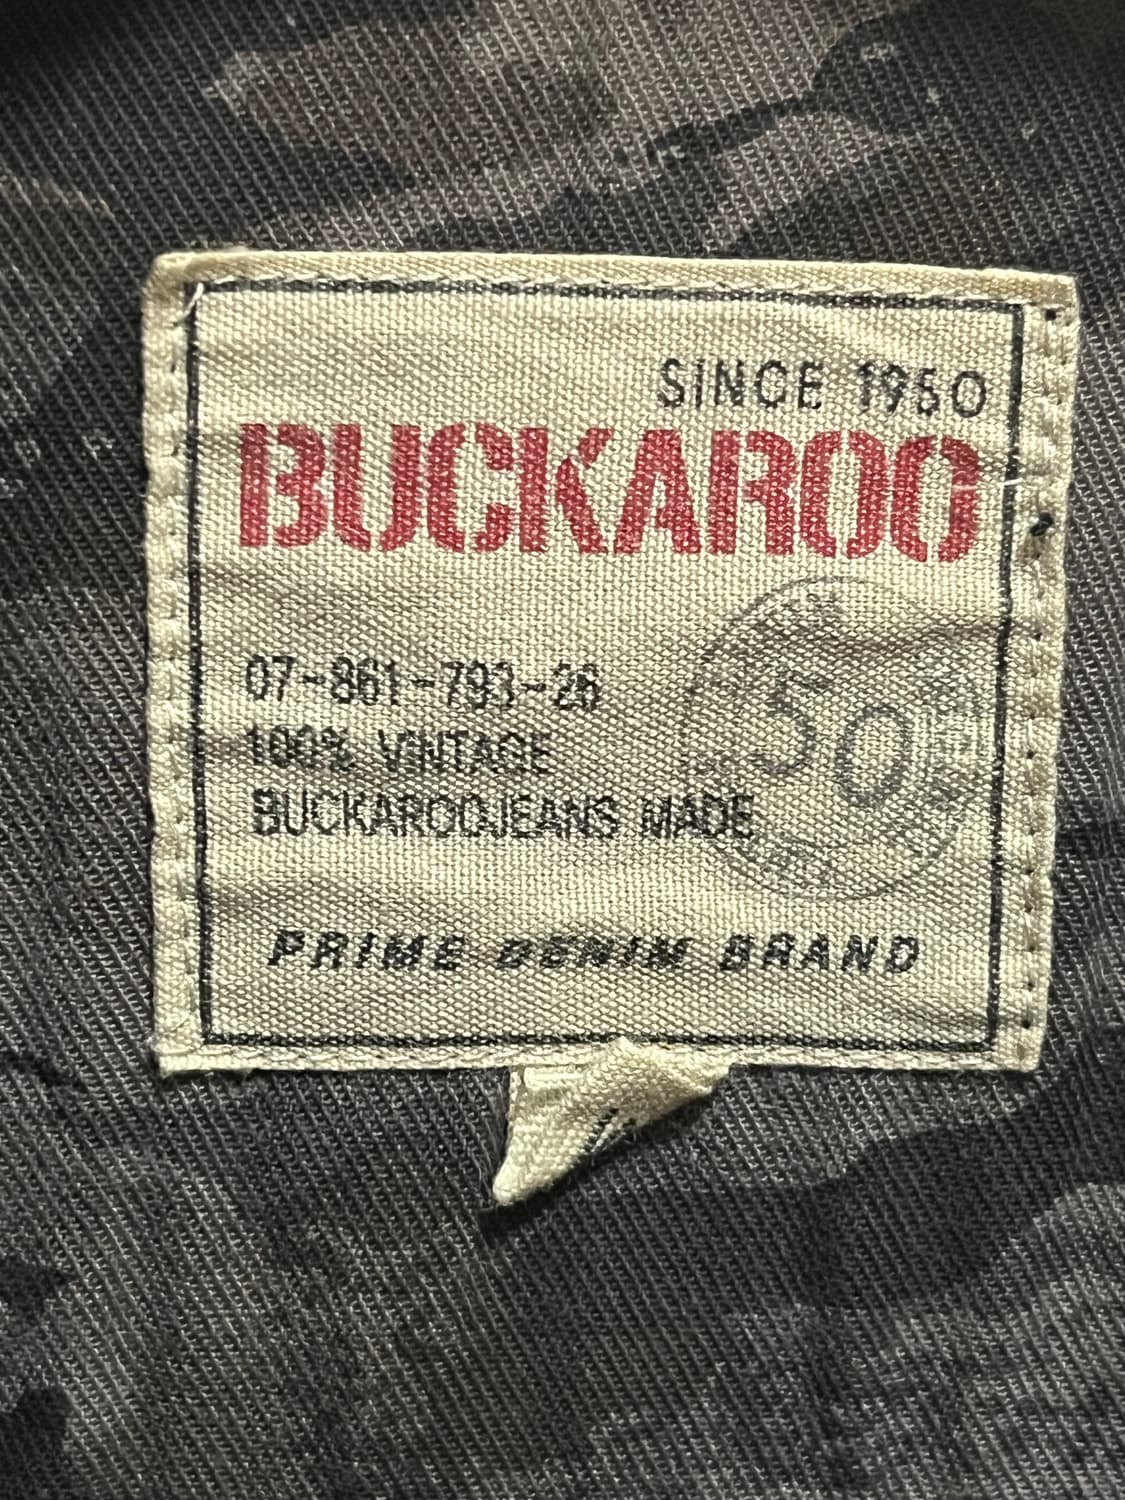 SINCE 1950
BUCKAROO
07-861-793-26
100% VINTAGE
BUCKAROOJEANS MADE
50
PRIME DENIM BRAND